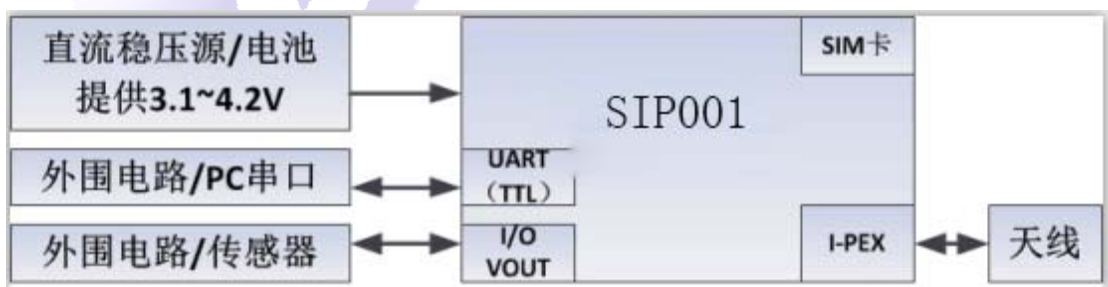 直流稳压源/电池
提供3.1~4.2V
SIM卡
SIP001
外围电路/PC串口
UART
（TTL）
外围电路/传感器
I/O
VOUT
I-PEX
天线